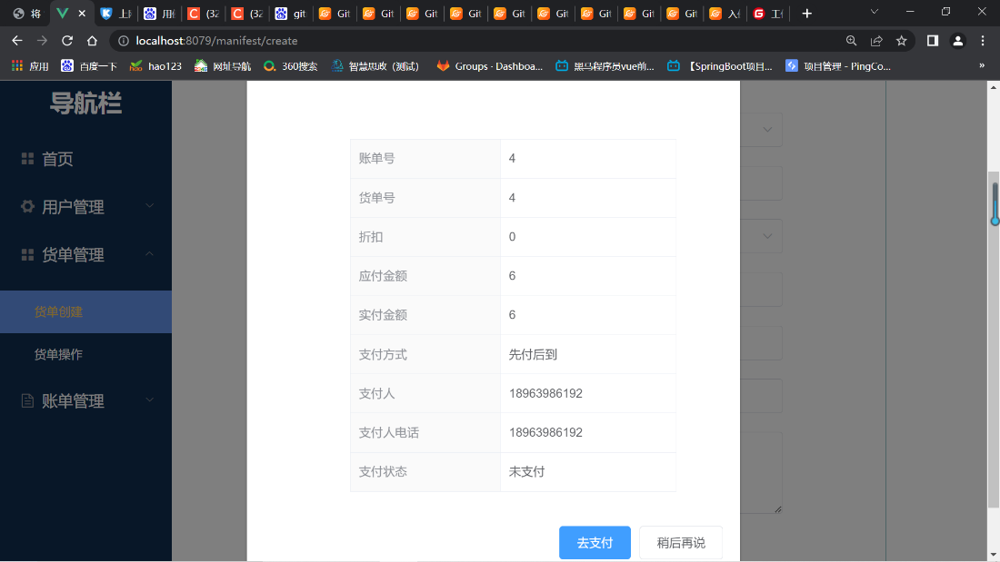 将
上海
(32
(32
git
Git
Git
Git
Git
Git
Git
Git
Git
Git
localhost:8079/manifest/create
应用
百度一下
hao123
网址导航
360搜索
智慧思政（测试）
Groups · Dashboa...
黑马程序员vue前...
【SpringBoot项目...
项目管理 - PingCo...
»
导航栏
首页
用户管理
货单管理
货单创建
货单操作
账单管理
账单号 4
货单号 4
折扣 0
应付金额 6
实付金额 6
支付方式 先付后到
支付人 18963986192
支付人电话 18963986192
支付状态 未支付
去支付 稍后再说